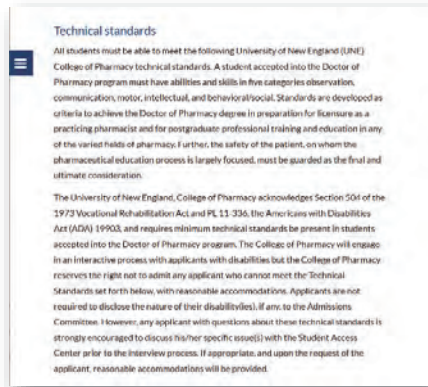 Technical standards
All students must be able to meet the following University of New England (UNE)
College of Pharmacy technical standards. A student accepted into the Doctor of
Pharmacy program must have abilities and skills in five categories observation,
communication, motor, intellectual, and behavioral/social. Standards are developed as
criteria to achieve the Doctor of Pharmacy degree in preparation for licensure as a
practicing pharmacist and for postgraduate professional training and education in any
of the varied fields of pharmacy. Further, the safety of the patient, on whom the
pharmaceutical education process is largely focused, must be guarded as the final and
ultimate consideration.
The University of New England, College of Pharmacy acknowledges Section 504 of the
1973 Vocational Rehabilitation Act and PL 11-336, the Americans with Disabilities
Act (ADA) 19903, and requires minimum technical standards be present in students
accepted into the Doctor of Pharmacy program. The College of Pharmacy will engage
in an interactive process with applicants with disabilities but the College of Pharmacy
reserves the right not to admit any applicant who cannot meet the Technical
Standards set forth below, with reasonable accommodations. Applicants are not
required to disclose the nature of their disability(ies), if any, to the Admissions
Committee. However, any applicant with questions about these technical standards is
strongly encouraged to discuss his/her specific issue(s) with the Student Access
Center prior to the interview process. If appropriate, and upon the request of the
applicant, reasonable accommodations will be provided.